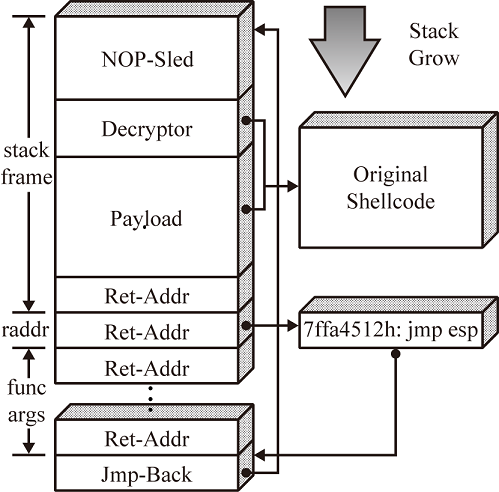 NOP-Sled
Stack
Grow
Decryptor
stack
frame
Original
Shellcode
Payload
Ret-Addr
raddr
Ret-Addr
7ffa4512h: jmp esp
Ret-Addr
func
args
Ret-Addr
Jmp-Back